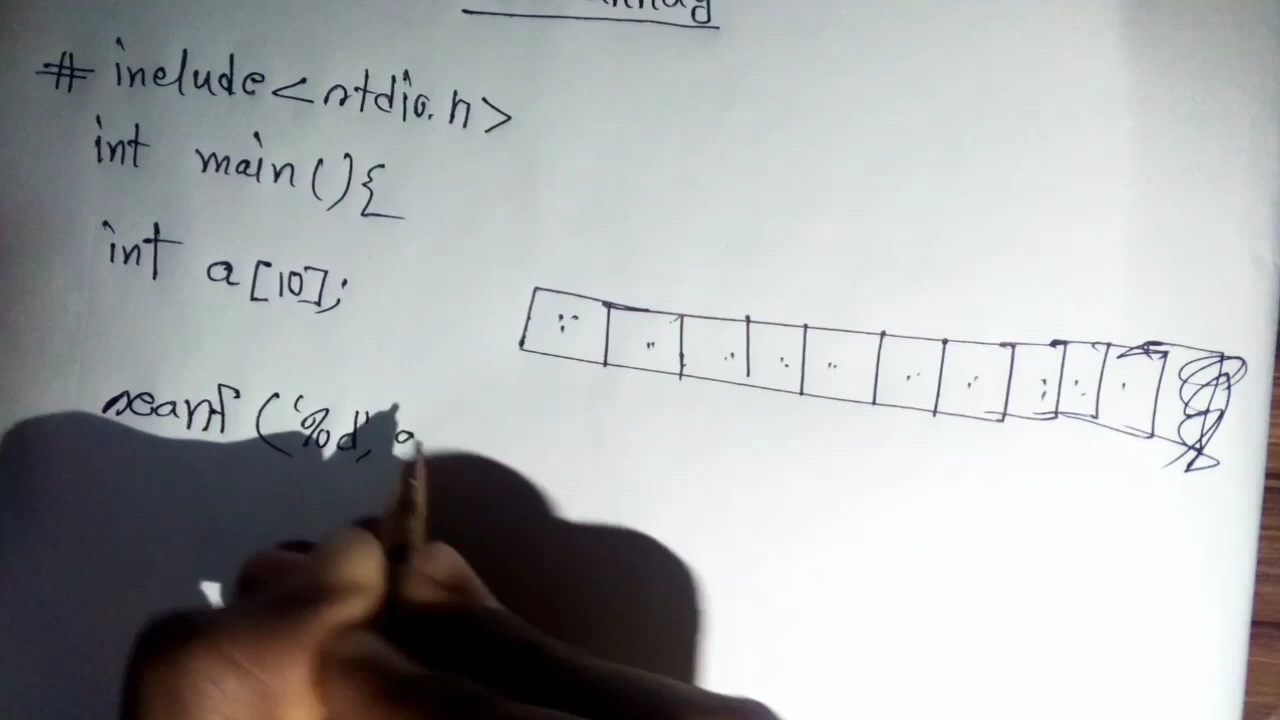 # include<stdio.h>
int main(){
int a[10];
scanf ("%d", a